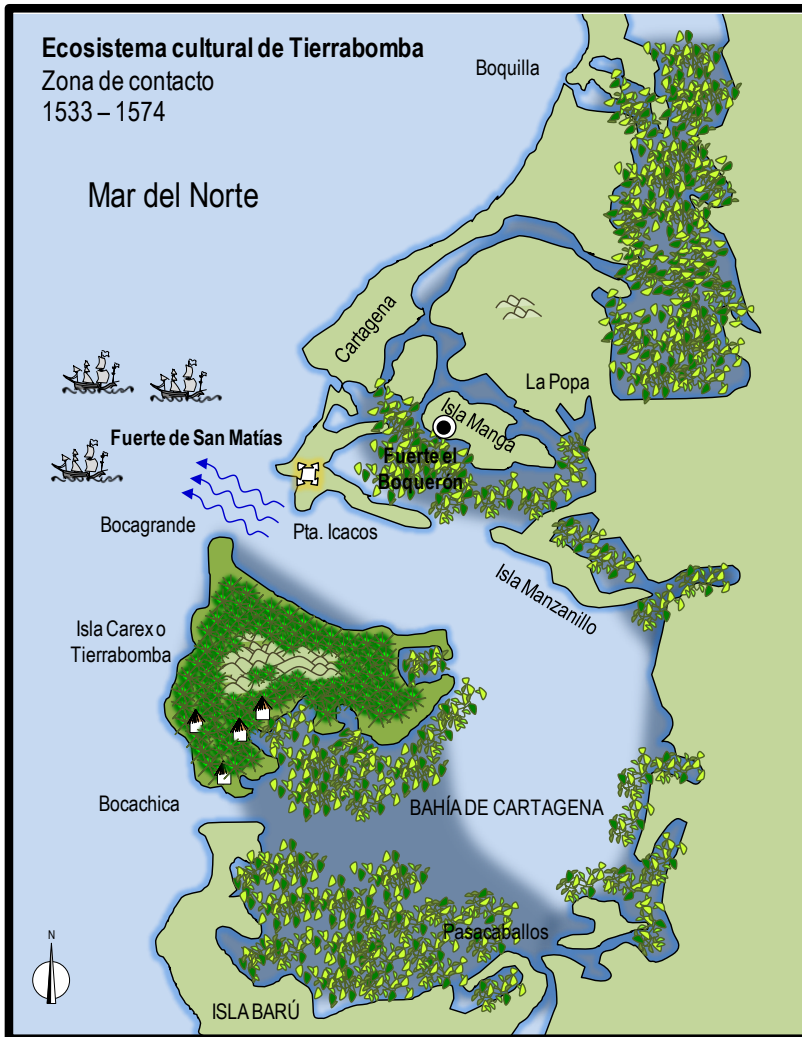 Ecosistema cultural de Tierrabomba
Zona de contacto
1533 – 1574
Boquilla
Mar del Norte
Cartagena
La Popa
Isla Manga
Fuerte de San Matías
Fuerte el
Boquerón
Bocagrande
Pta. Icacos
Isla Manzanillo
Isla Carex o
Tierrabomba
Bocachica
BAHÍA DE CARTAGENA
Pasacaballos
N
ISLA BARÚ